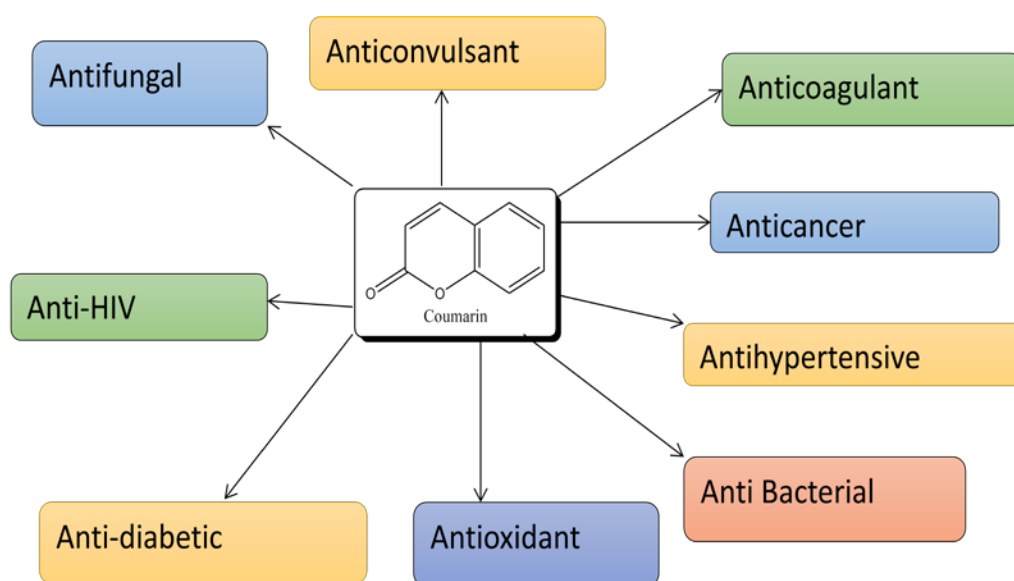 Anticonvulsant
Antifungal
Anticoagulant
Anticancer
O
O
Coumarin
Anti-HIV
Antihypertensive
Anti Bacterial
Anti-diabetic
Antioxidant